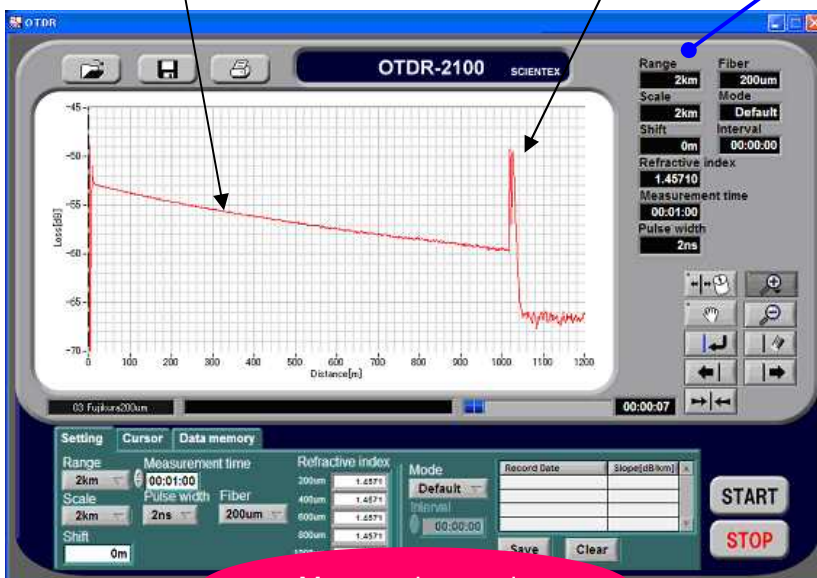 OTDR
OTDR-2100 SCIENTEX
Range Fiber
2km 200um
Scale Mode
2km Default
Shift Interval
0m 00:00:00
Refractive index
1.45710
Measurement time
00:01:00
Pulse width
2ns
-45
-50
-55
-60
-65
-70
Loss[dB]
0 100 200 300 400 500 600 700 800 900 1000 1100 1200
Distance[m]
03 Fujikura200um
00:00:07
Setting Cursor Data memory
Range Measurement time Refractive index Mode Record Date Slope[dB/km]
2km 00:01:00 200um 1.4571 Default
Scale Pulse width Fiber 400um 1.4571 Interval
2km 2ns 200um 600um 1.4571 00:00:00
Shift 800um 1.4571
0m
Save Clear
START
STOP